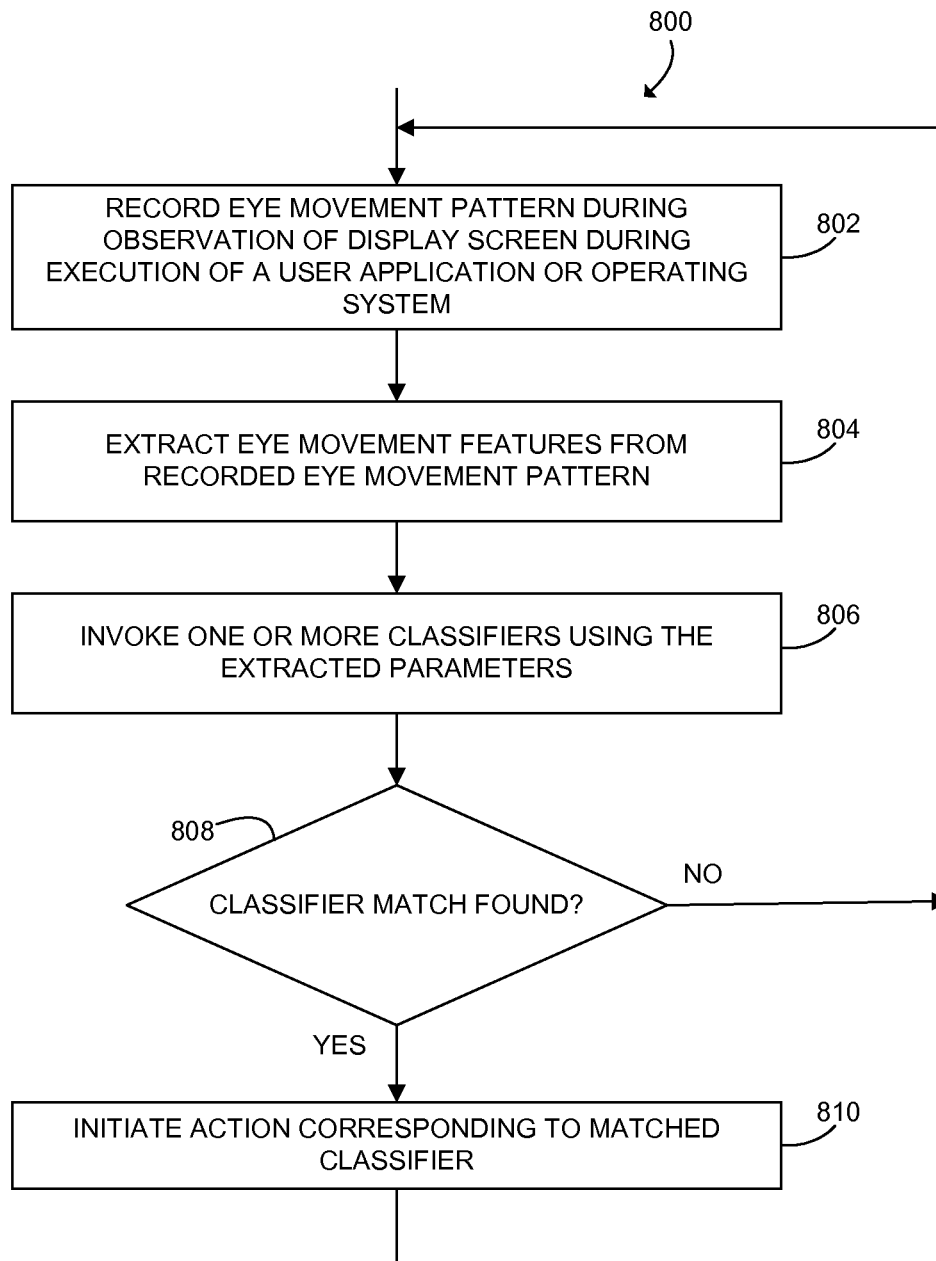 800
RECORD EYE MOVEMENT PATTERN DURING
OBSERVATION OF DISPLAY SCREEN DURING
EXECUTION OF A USER APPLICATION OR OPERATING
SYSTEM
802
EXTRACT EYE MOVEMENT FEATURES FROM
RECORDED EYE MOVEMENT PATTERN
804
INVOKE ONE OR MORE CLASSIFIERS USING THE
EXTRACTED PARAMETERS
806
808
CLASSIFIER MATCH FOUND?
NO
YES
INITIATE ACTION CORRESPONDING TO MATCHED
CLASSIFIER
810